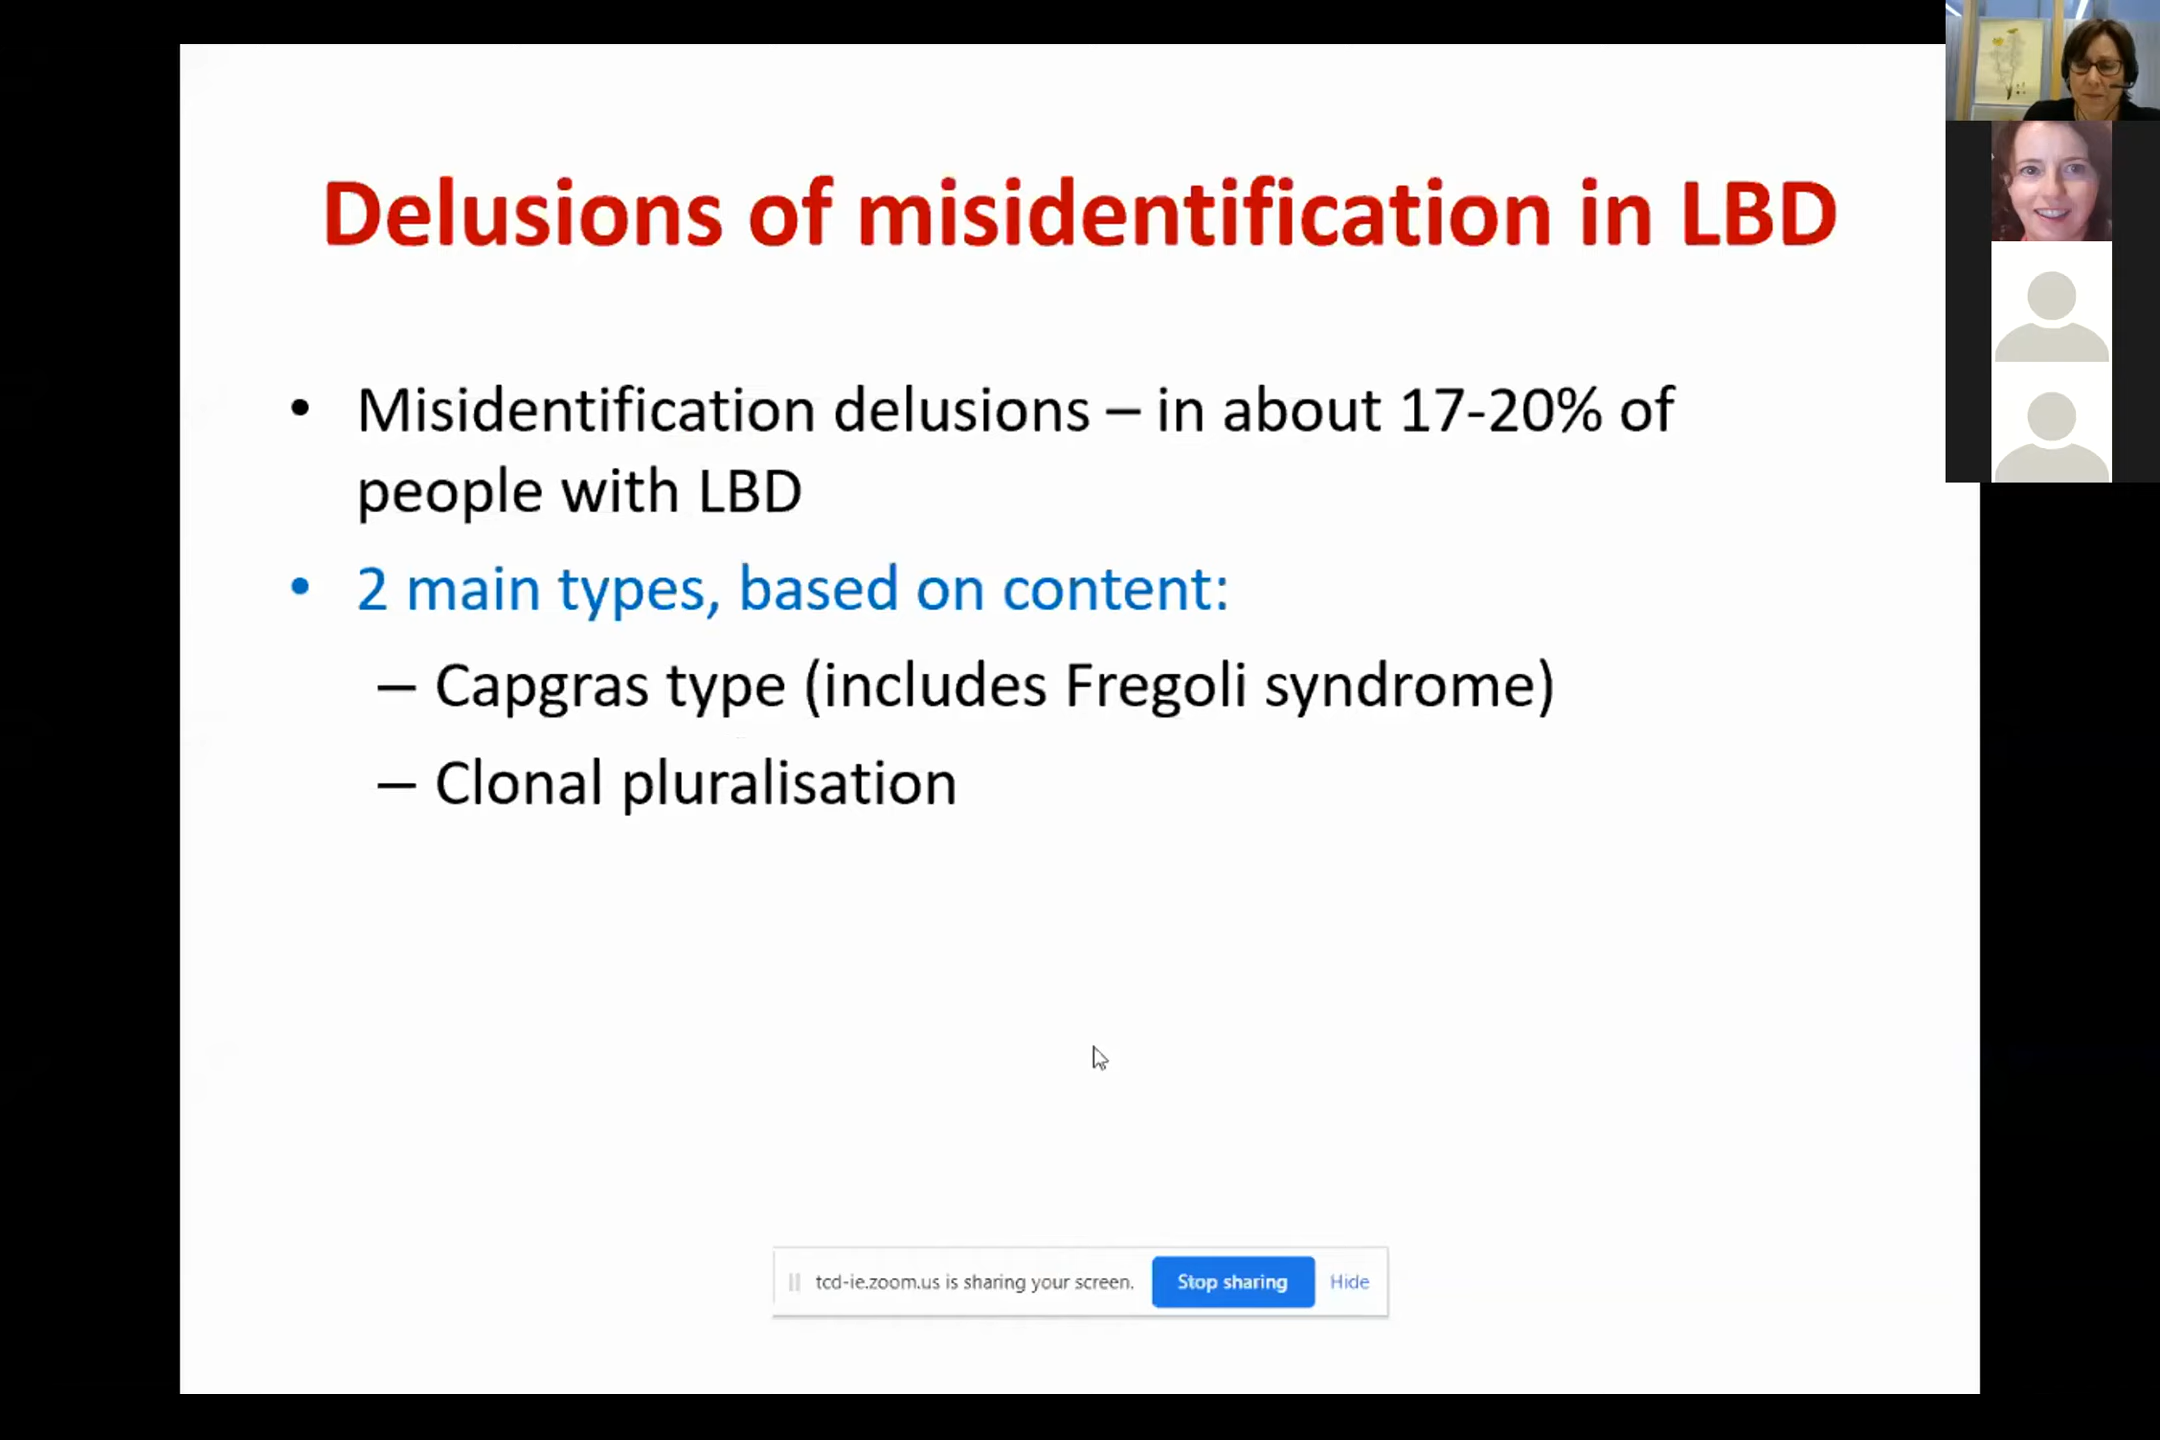 Delusions of misidentification in LBD
• Misidentification delusions – in about 17-20% of
people with LBD
• 2 main types, based on content:
– Capgras type (includes Fregoli syndrome)
– Clonal pluralisation
tcd-ie.zoom.us is sharing your screen. Stop sharing Hide